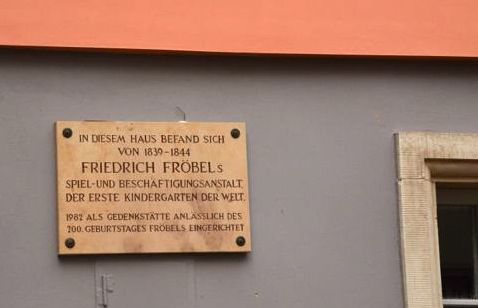 IN DIESEM HAUS BEFAND SICH
VON 1839-1844
FRIEDRICH FRÖBELs
SPIEL-UND BESCHÄFTIGUNGSANSTALT,
DER ERSTE KINDERGARTEN DER WELT.
1982 ALS GEDENKSTÄTTE ANLÄSSLICH DES
200. GEBURTSTAGES FRÖBELS EINGERICHTET